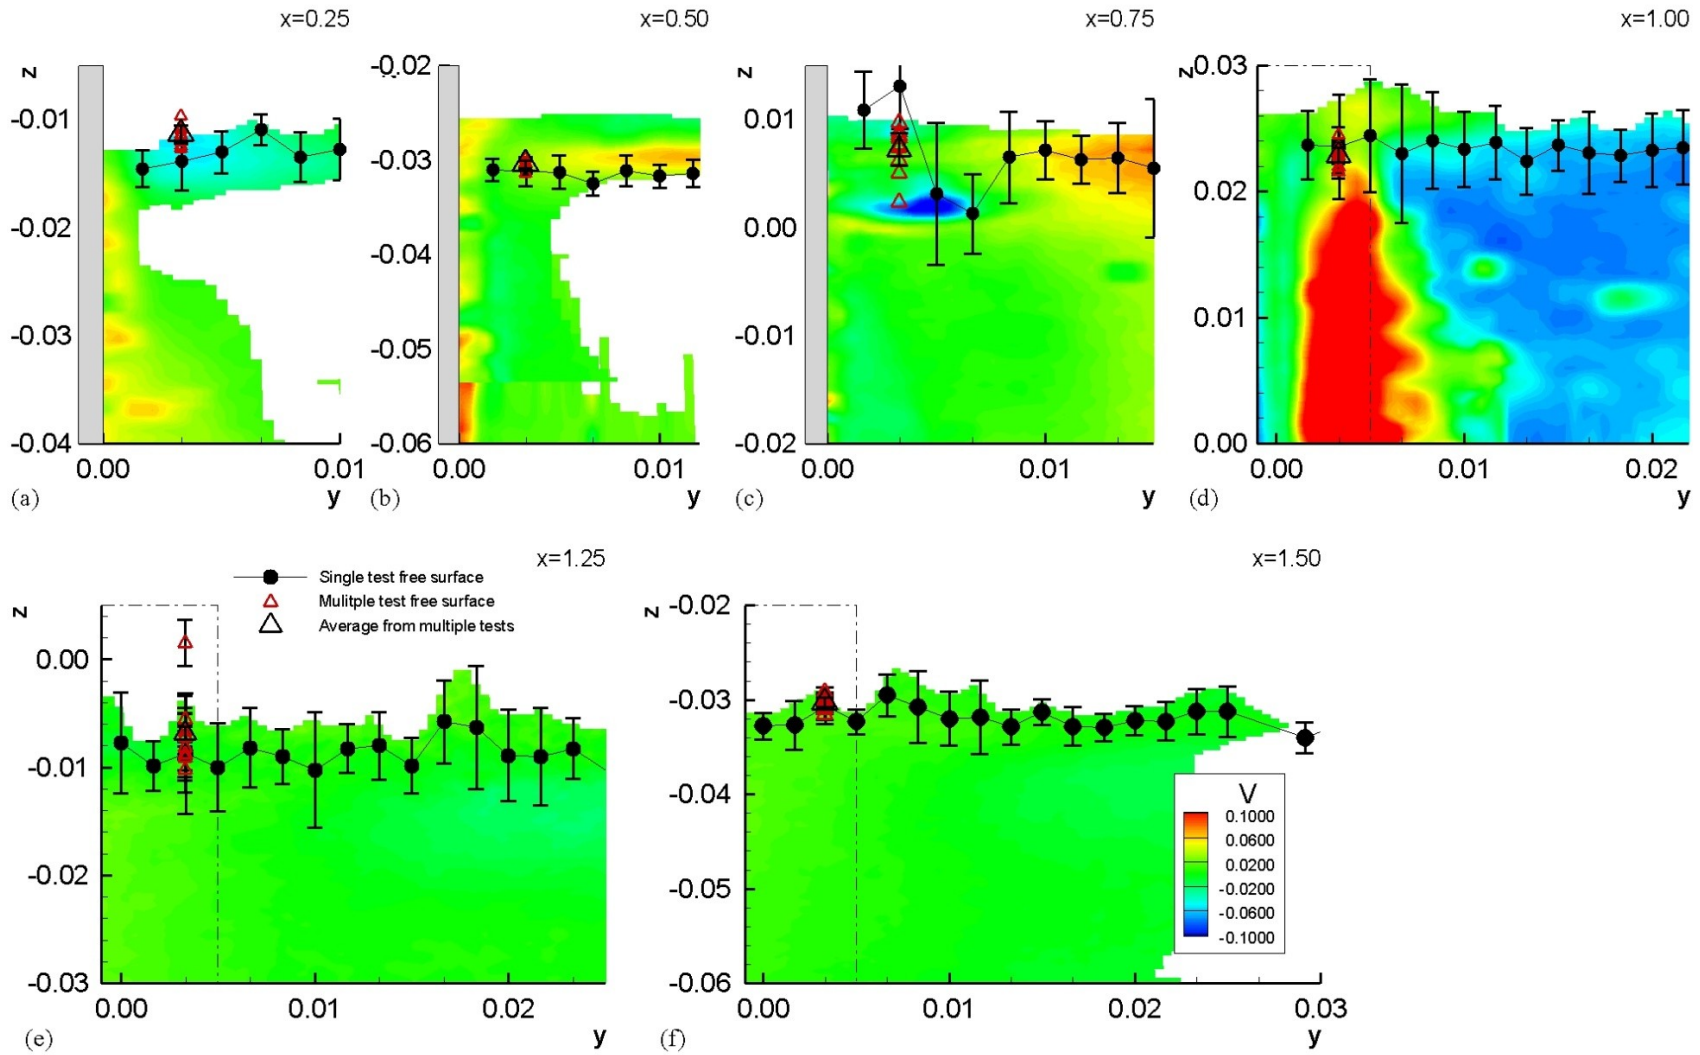 x=0.25
x=0.50
x=0.75
x=1.00
z
-0.01
-0.02
-0.03
-0.04
0.00
0.01
y
(a)
z
-0.02
-0.03
-0.04
-0.05
-0.06
0.00
0.01
y
(b)
z
0.01
0.00
-0.01
-0.02
0.00
0.01
y
(c)
z
0.03
0.02
0.01
0.00
0.00
0.01
0.02
y
(d)
x=1.25
Single test free surface
Mulitple test free surface
Average from multiple tests
z
0.00
-0.01
-0.02
-0.03
0.00
0.01
0.02
y
(e)
x=1.50
z
-0.02
-0.03
-0.04
-0.05
-0.06
0.00
0.01
0.02
0.03
y
(f)
V
0.1000
0.0600
0.0200
-0.0200
-0.0600
-0.1000